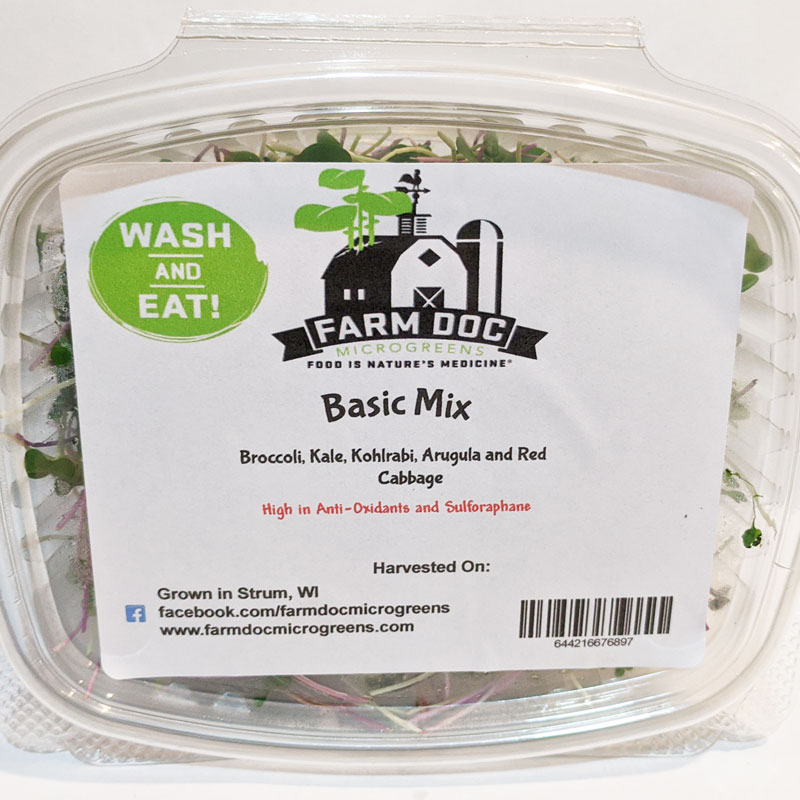 WASH
AND
EAT!
FARM DOC
MICROGREENS
FOOD IS NATURE'S MEDICINE®
Basic Mix
Broccoli, Kale, Kohlrabi, Arugula and Red
Cabbage
High in Anti-Oxidants and Sulforaphane
Harvested On:
Grown in Strum, WI
f facebook.com/farmdocmicrogreens
www.farmdocmicrogreens.com
644216676897